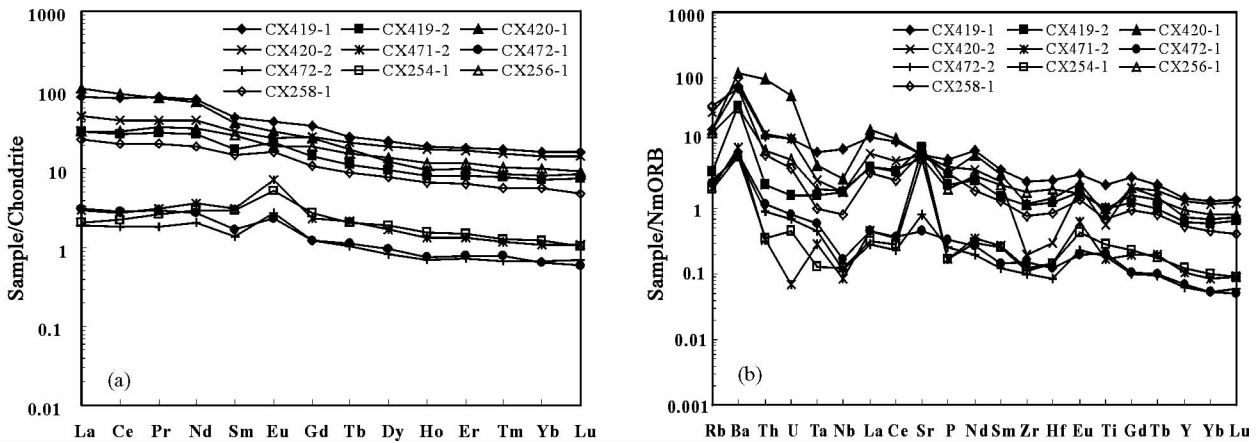 1000
100
10
1
0.1
0.01
Sample/Chondrite
CX419-1 CX419-2 CX420-1
CX420-2 CX471-2 CX472-1
CX472-2 CX254-1 CX256-1
CX258-1
(a)
La Ce Pr Nd Sm Eu Gd Tb Dy Ho Er Tm Yb Lu
1000
100
10
1
0.1
0.01
0.001
Sample/NmORB
CX419-1 CX419-2 CX420-1
CX420-2 CX471-2 CX472-1
CX472-2 CX254-1 CX256-1
CX258-1
(b)
Rb Ba Th U Ta Nb La Ce Sr P Nd Sm Zr Hf Eu Ti Gd Tb Y Yb Lu